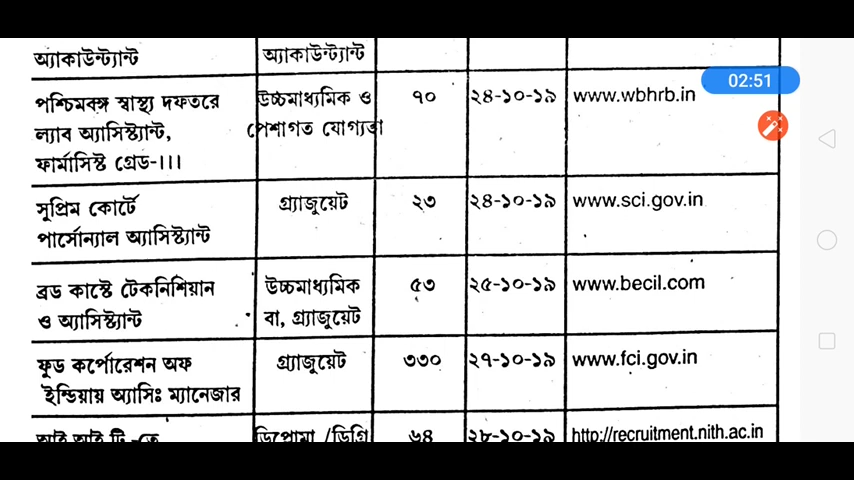 অ্যাকাউন্ট্যান্ট অ্যাকাউন্ট্যান্ট
02:51
পশ্চিমবঙ্গ স্বাস্থ্য দফতরে উচ্চমাধ্যমিক ও ৭০ ২৪-১০-১৯ www.wbhrb.in
ল্যাব অ্যাসিস্ট্যান্ট, পেশাগত যোগ্যতা
ফার্মাসিস্ট গ্রেড-III
সুপ্রিম কোর্টে গ্র্যাজুয়েট ২৩ ২৪-১০-১৯ www.sci.gov.in
পার্সোন্যাল অ্যাসিস্ট্যান্ট
ব্রড কাস্টে টেকনিশিয়ান উচ্চমাধ্যমিক ৫৩ ২৫-১০-১৯ www.becil.com
ও অ্যাসিস্ট্যান্ট বা, গ্র্যাজুয়েট
ফুড কর্পোরেশন অফ গ্র্যাজুয়েট ৩৩০ ২৭-১০-১৯ www.fci.gov.in
ইন্ডিয়ায় অ্যাসিঃ ম্যানেজার
আই আই টি-তে ডিপ্লোমা/ডিগ্রি ৬৪ ২৮-১০-১৯ http://recruitment.nith.ac.in